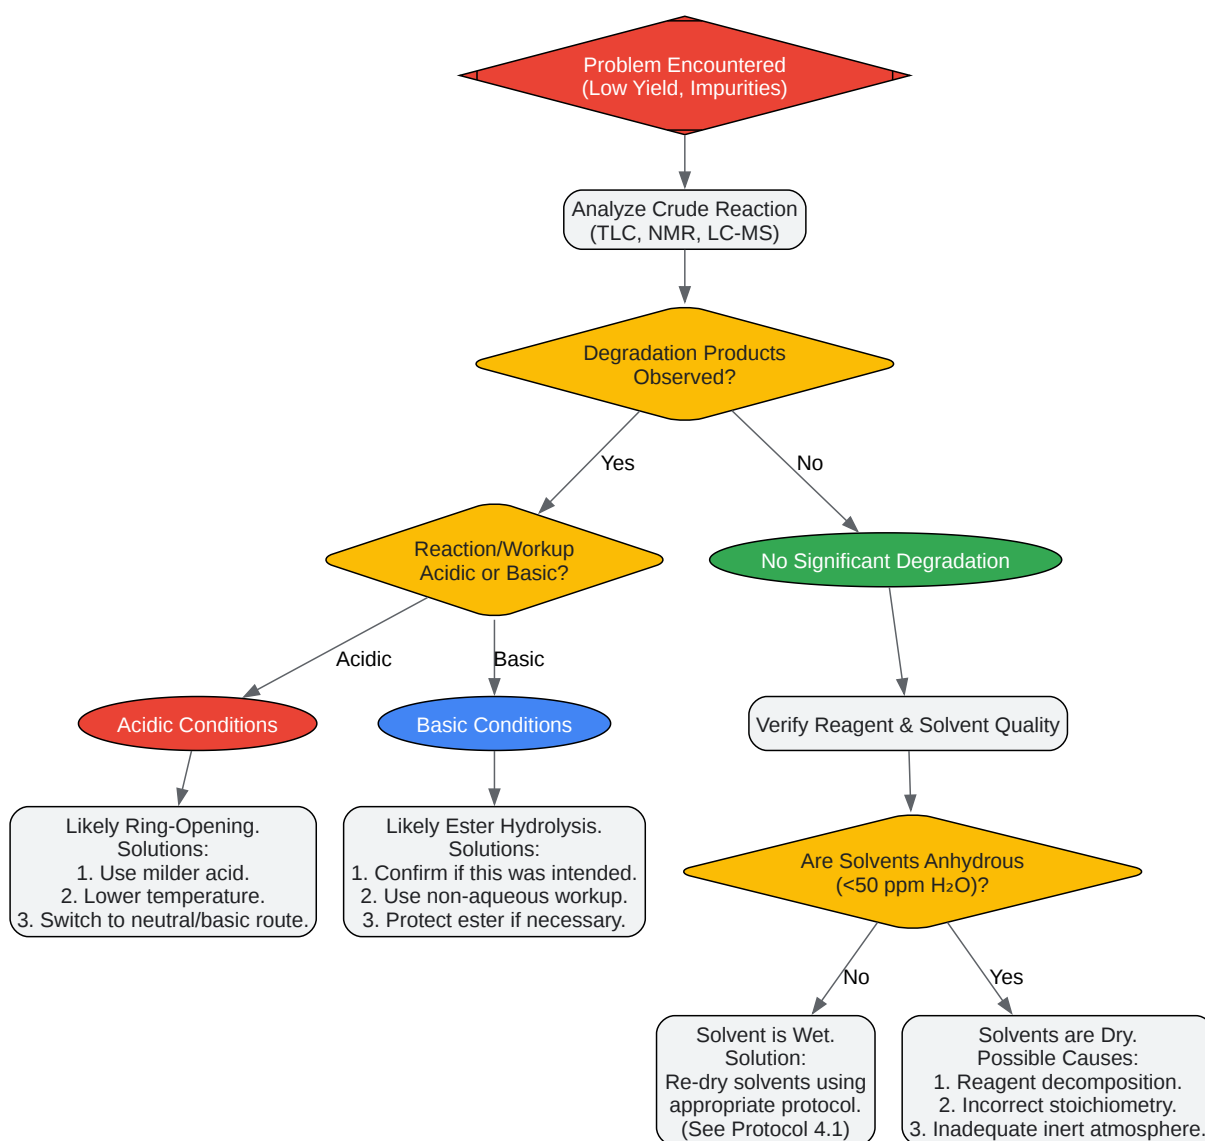 Problem Encountered
(Low Yield, Impurities)
Analyze Crude Reaction
(TLC, NMR, LC-MS)
Degradation Products
Observed?
Yes
No
Reaction/Workup
Acidic or Basic?
No Significant Degradation
Acidic
Basic
Acidic Conditions
Basic Conditions
Verify Reagent & Solvent Quality
Likely Ring-Opening.
Solutions:
1. Use milder acid.
2. Lower temperature.
3. Switch to neutral/basic route.
Likely Ester Hydrolysis.
Solutions:
1. Confirm if this was intended.
2. Use non-aqueous workup.
3. Protect ester if necessary.
Are Solvents Anhydrous
(<50 ppm H₂O)?
No
Yes
Solvent is Wet.
Solution:
Re-dry solvents using
appropriate protocol.
(See Protocol 4.1)
Solvents are Dry.
Possible Causes:
1. Reagent decomposition.
2. Incorrect stoichiometry.
3. Inadequate inert atmosphere.